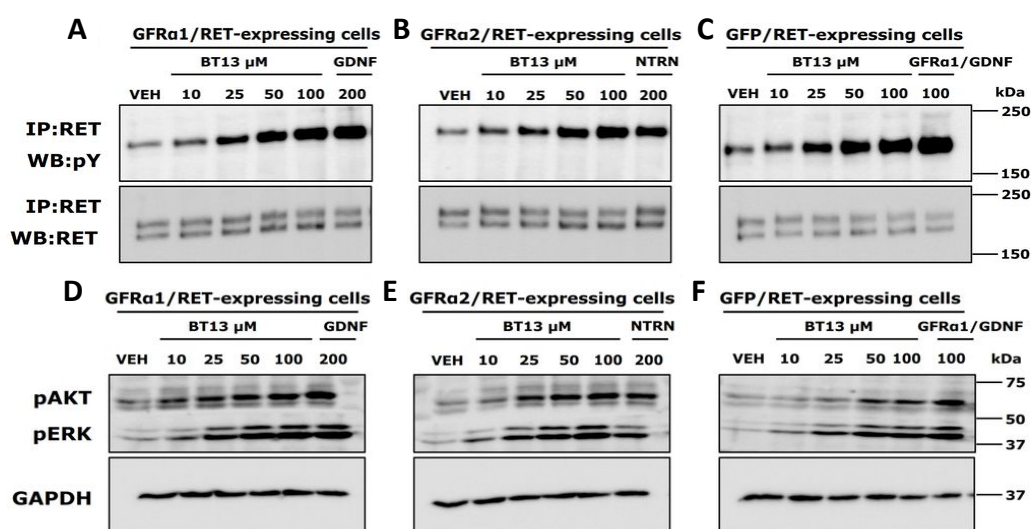 A GFRα1/RET-expressing cells B GFRα2/RET-expressing cells C GFP/RET-expressing cells
BT13 µM GDNF BT13 µM NTRN BT13 µM GFRα1/GDNF
VEH 10 25 50 100 200 VEH 10 25 50 100 200 VEH 10 25 50 100 100 kDa
250
IP:RET
WB:pY
150
250
IP:RET
WB:RET
150
D GFRα1/RET-expressing cells E GFRα2/RET-expressing cells F GFP/RET-expressing cells
BT13 µM GDNF BT13 µM NTRN BT13 µM GFRα1/GDNF
VEH 10 25 50 100 200 VEH 10 25 50 100 200 VEH 10 25 50 100 100 kDa
75
pAKT
50
pERK
37
GAPDH 37